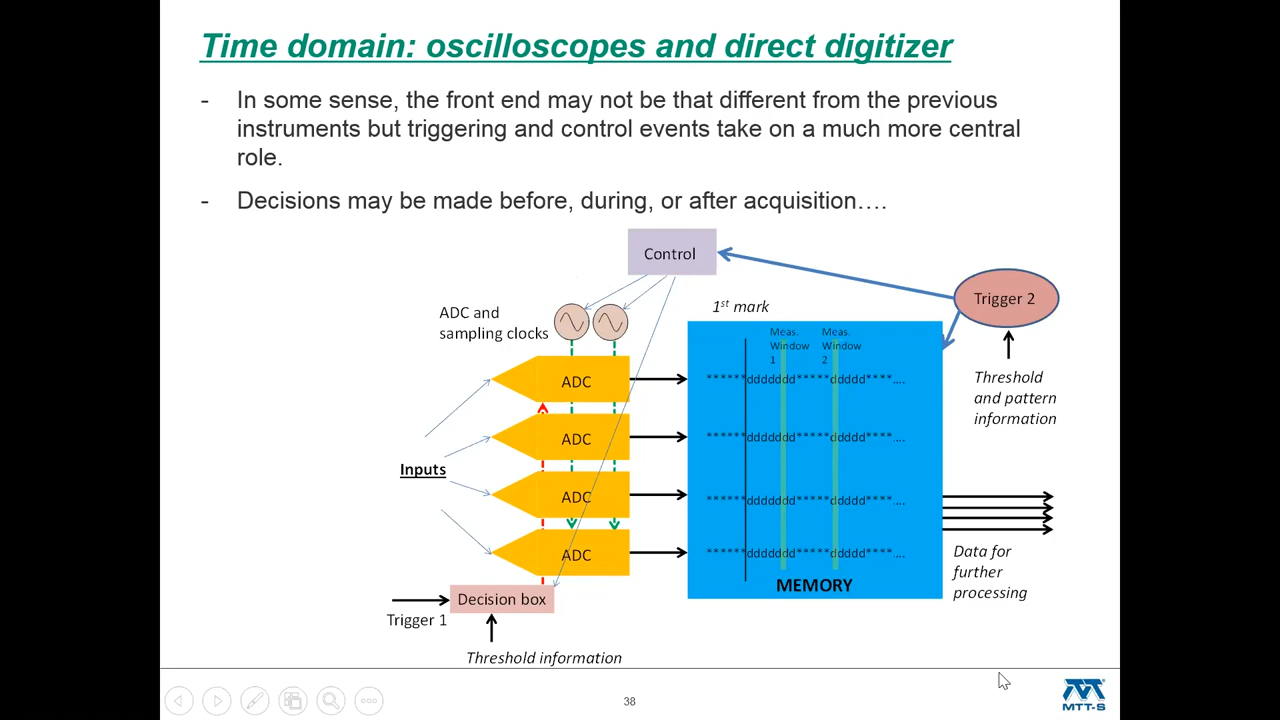 Time domain: oscilloscopes and direct digitizer
- In some sense, the front end may not be that different from the previous
instruments but triggering and control events take on a much more central
role.
- Decisions may be made before, during, or after acquisition….
Control
Trigger 2
1st mark
ADC and
sampling clocks
Meas.
Window
1
Meas.
Window
2
ADC
******ddddddd*****ddddd****....
Threshold
and pattern
information
ADC
******ddddddd*****ddddd****....
Inputs
ADC
******ddddddd*****ddddd****....
ADC
******ddddddd*****ddddd****....
Data for
further
processing
MEMORY
Decision box
Trigger 1
Threshold information
38
MTT-S